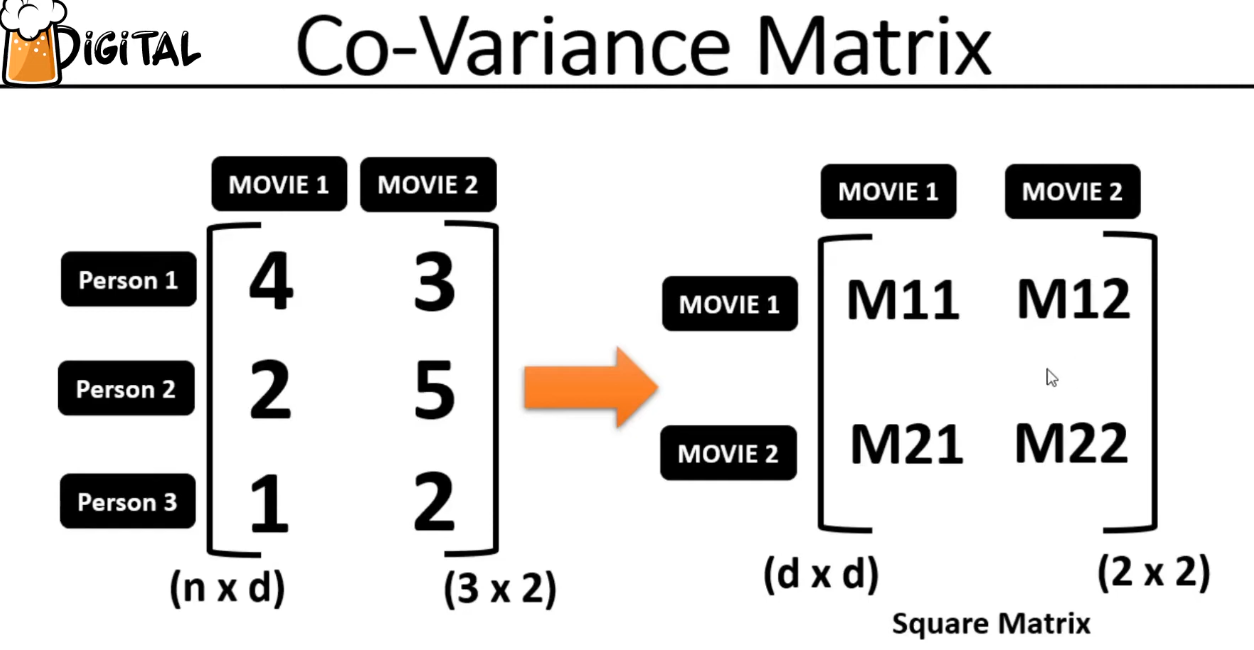 DiGiTAL
Co-Variance Matrix
MOVIE 1 MOVIE 2
Person 1 4 3
Person 2 2 5
Person 3 1 2
(n x d) (3 x 2)
MOVIE 1 MOVIE 2
MOVIE 1 M11 M12
MOVIE 2 M21 M22
(d x d) (2 x 2)
Square Matrix